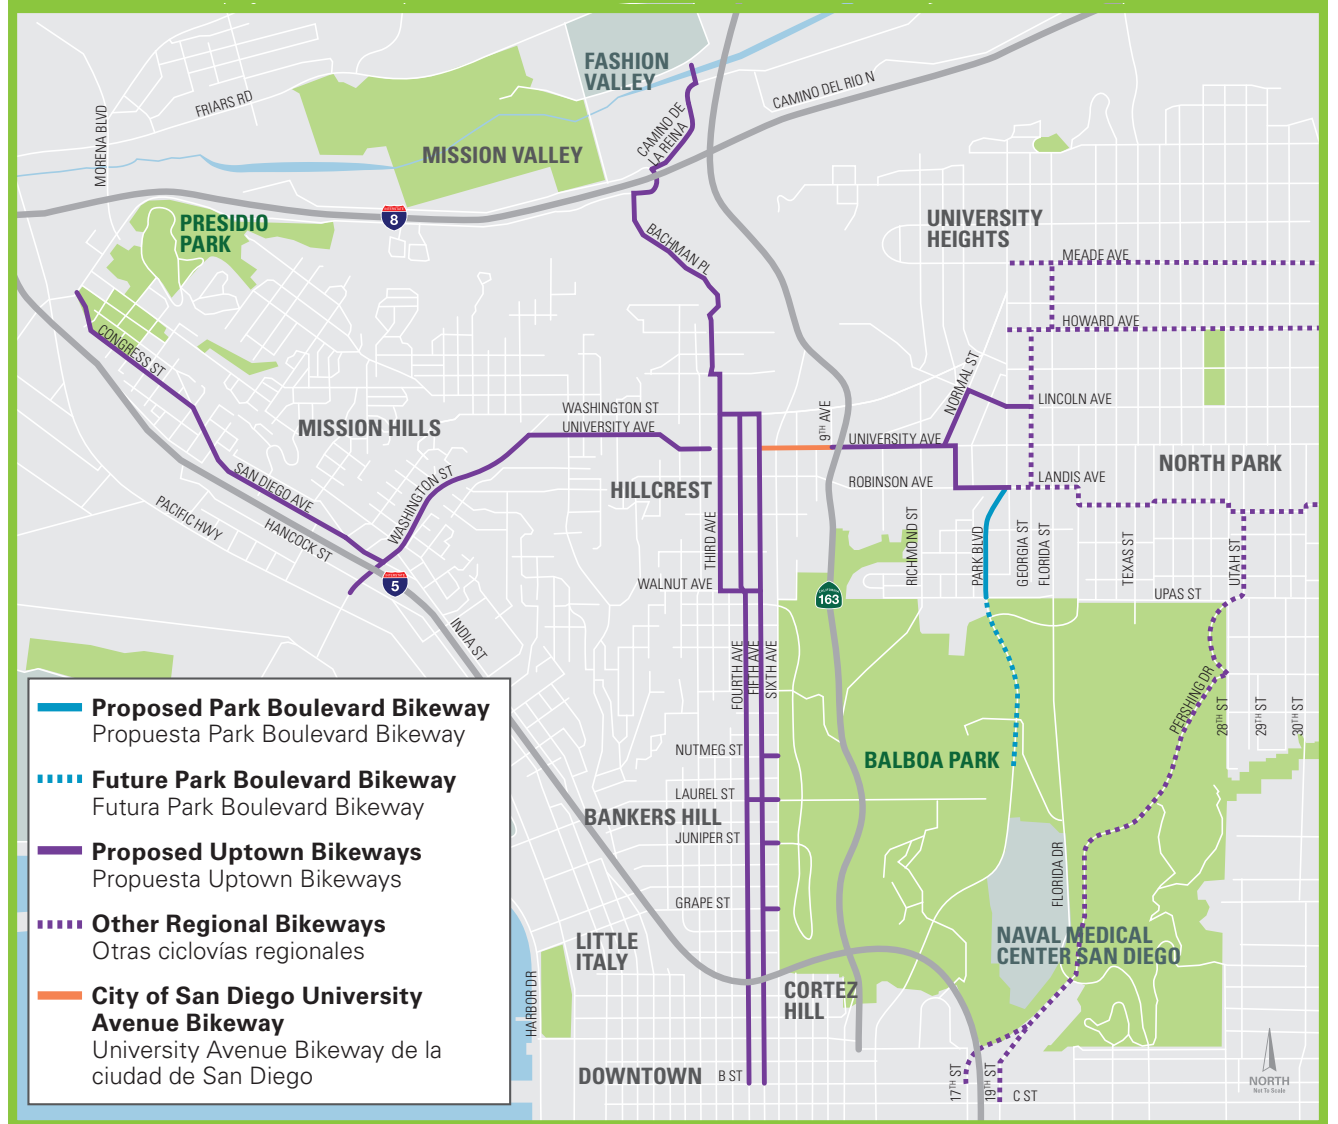 FASHION
VALLEY
CAMINO DEL RIO N
FRIARS RD
MORENA BLVD
CAMINO DE
LA REINA
MISSION VALLEY
8
PRESIDIO
PARK
UNIVERSITY
HEIGHTS
BACHMAN PL
MEADE AVE
HOWARD AVE
CONGRESS ST
NORMAL ST
LINCOLN AVE
WASHINGTON ST
UNIVERSITY AVE
9TH AVE
MISSION HILLS
UNIVERSITY AVE
NORTH PARK
SAN DIEGO AVE
WASHINGTON ST
HILLCREST
ROBINSON AVE
LANDIS AVE
PACIFIC HWY
HANCOCK ST
THIRD AVE
RICHMOND ST
PARK BLVD
GEORGIA ST
FLORIDA ST
TEXAS ST
UTAH ST
5
WALNUT AVE
CALIFORNIA
163
UPAS ST
INDIA ST
FOURTH AVE
FIFTH AVE
SIXTH AVE
PERSHING DR
28TH ST
29TH ST
30TH ST
NUTMEG ST
BALBOA PARK
LAUREL ST
BANKERS HILL
JUNIPER ST
FLORIDA DR
GRAPE ST
LITTLE
ITALY
NAVAL MEDICAL
CENTER SAN DIEGO
HARBOR DR
CORTEZ
HILL
DOWNTOWN
B ST
17TH ST
19TH ST
C ST
NORTH
Not To Scale
Proposed Park Boulevard Bikeway
Propuesta Park Boulevard Bikeway
Future Park Boulevard Bikeway
Futura Park Boulevard Bikeway
Proposed Uptown Bikeways
Propuesta Uptown Bikeways
Other Regional Bikeways
Otras ciclovías regionales
City of San Diego University
Avenue Bikeway
University Avenue Bikeway de la
ciudad de San Diego